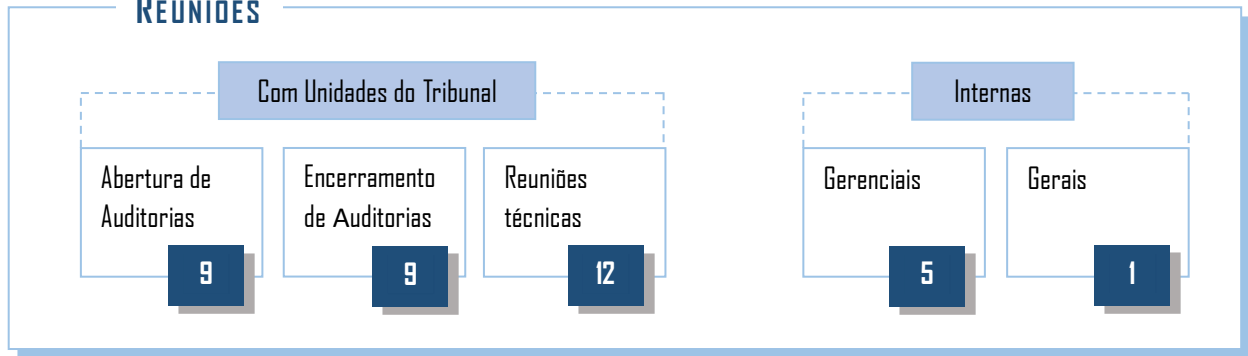 REUNIÕES
Com Unidades do Tribunal
Abertura de
Auditorias
9
Encerramento
de Auditorias
9
Reuniões
técnicas
12
Internas
Gerenciais
5
Gerais
1